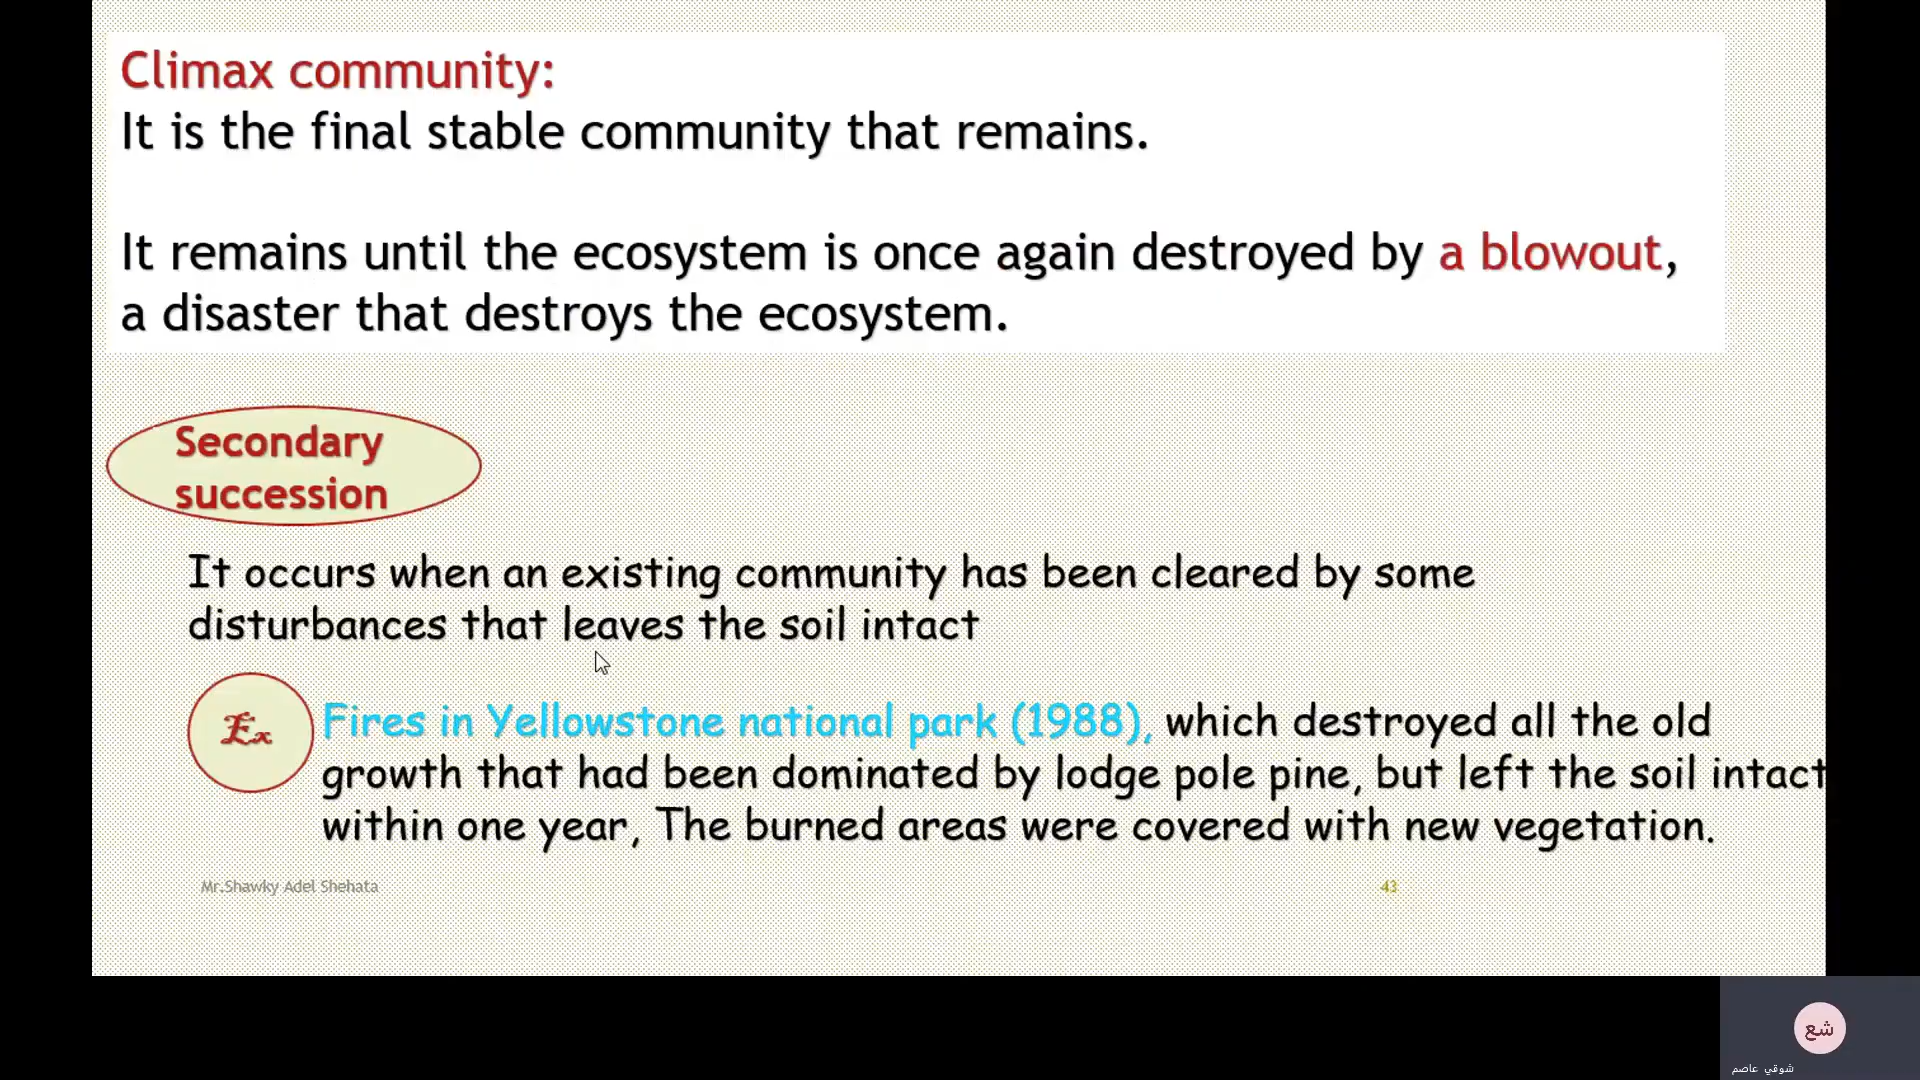 Climax community:
It is the final stable community that remains.
It remains until the ecosystem is once again destroyed by a blowout,
a disaster that destroys the ecosystem.
Secondary
succession
It occurs when an existing community has been cleared by some
disturbances that leaves the soil intact
Ex
Fires in Yellowstone national park (1988), which destroyed all the old
growth that had been dominated by lodge pole pine, but left the soil intact
within one year, The burned areas were covered with new vegetation.
Mr.Shawky Adel Shehata
43
شع
شوقي عاصم